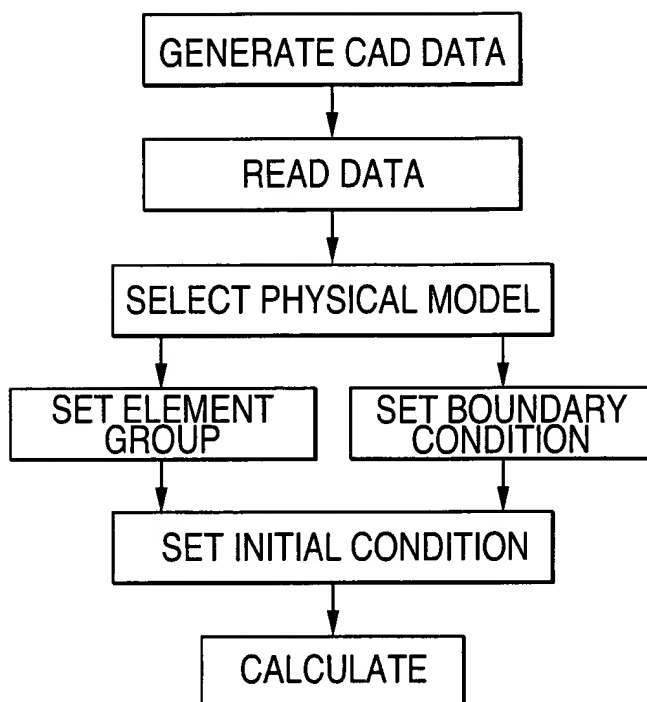 GENERATE CAD DATA
READ DATA
SELECT PHYSICAL MODEL
SET ELEMENT
GROUP
SET BOUNDARY
CONDITION
SET INITIAL CONDITION
CALCULATE